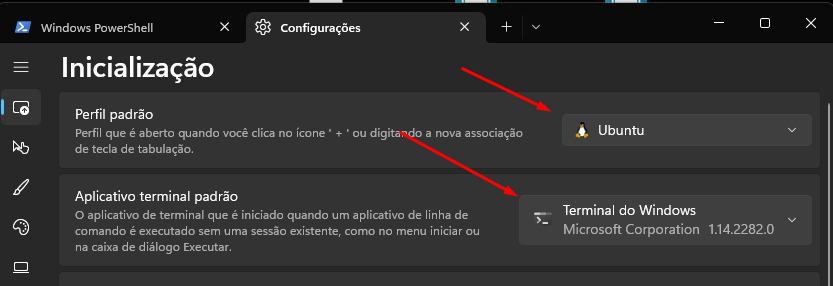 Windows PowerShell
Configurações
Inicialização
Perfil padrão
Perfil que é aberto quando você clica no ícone ' + ' ou digitando a nova associação
de tecla de tabulação.
Ubuntu
Aplicativo terminal padrão
O aplicativo de terminal que é iniciado quando um aplicativo de linha de
comando é executado sem uma sessão existente, como no menu iniciar ou
na caixa de diálogo Executar.
Terminal do Windows
Microsoft Corporation 1.14.2282.0